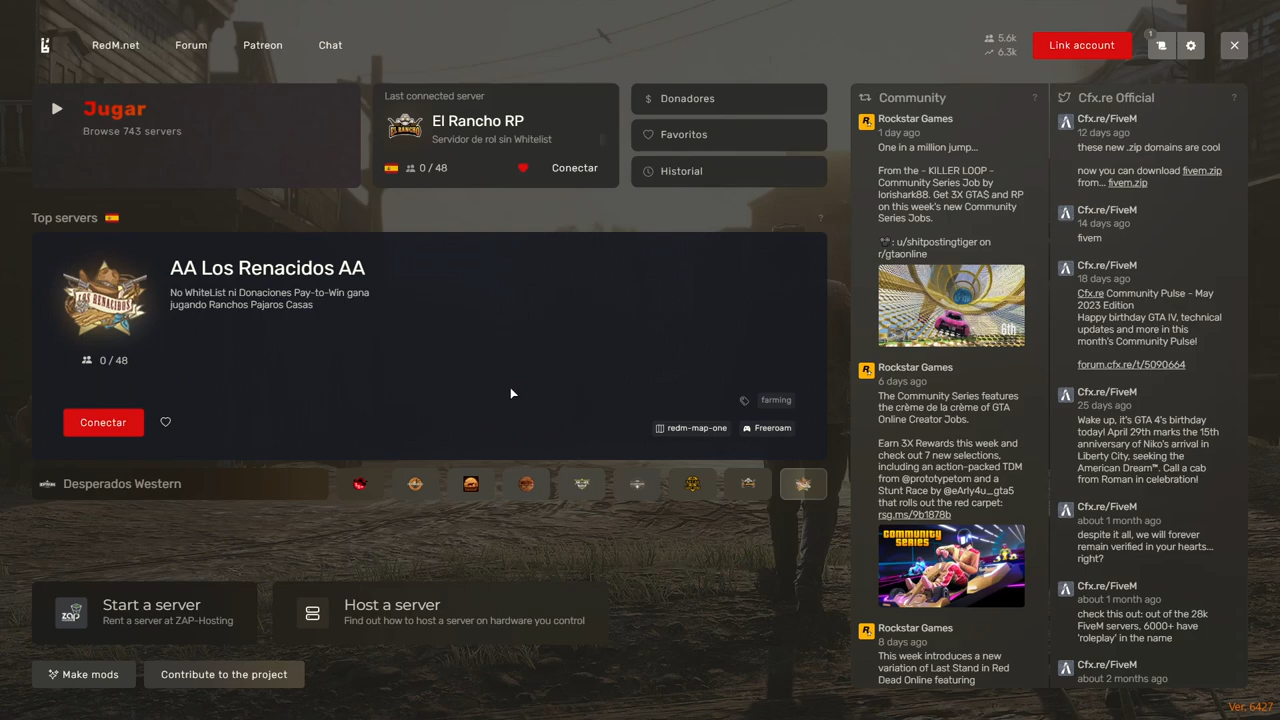 RedM.net
Forum
Patreon
Chat
5.6k
6.3k
Link account
1
Jugar
Browse 743 servers
Last connected server
El Rancho RP
Servidor de rol sin Whitelist
0 / 48
Conectar
$ Donadores
Favoritos
Historial
Top servers
?
LOS RENACIDOS
AA Los Renacidos AA
No WhiteList ni Donaciones Pay-to-Win gana
jugando Ranchos Pajaros Casas
0 / 48
Conectar
farming
redm-map-one
Freeroam
Desperados Western
Start a server
Rent a server at ZAP-Hosting
Host a server
Find out how to host a server on hardware you control
Make mods
Contribute to the project
Community
?
Rockstar Games
1 day ago
One in a million jump...
From the - KILLER LOOP -
Community Series Job by
lorishark88. Get 3X GTA$ and RP
on this week's new Community
Series Jobs.
: u/shitpostingtiger on
r/gtaonline
6th
Rockstar Games
6 days ago
The Community Series features
the crème de la crème of GTA
Online Creator Jobs.
Earn 3X Rewards this week and
check out 7 new selections,
including an action-packed TDM
from @prototypetom and a
Stunt Race by @eArly4u_gta5
that rolls out the red carpet:
rsg.ms/9b1878b
COMMUNITY
SERIES
Rockstar Games
8 days ago
This week introduces a new
variation of Last Stand in Red
Dead Online featuring
Cfx.re Official
?
Cfx.re/FiveM
12 days ago
these new .zip domains are cool
now you can download fivem.zip
from... fivem.zip
Cfx.re/FiveM
14 days ago
fivem
Cfx.re/FiveM
18 days ago
Cfx.re Community Pulse - May
2023 Edition
Happy birthday GTA IV, technical
updates and more in this
month's Community Pulse!
forum.cfx.re/t/5090664
Cfx.re/FiveM
25 days ago
Wake up, it's GTA 4's birthday
today! April 29th marks the 15th
anniversary of Niko's arrival in
Liberty City, seeking the
American Dream™. Call a cab
from Roman in celebration!
Cfx.re/FiveM
about 1 month ago
despite it all, we will forever
remain verified in your hearts...
right?
Cfx.re/FiveM
about 1 month ago
check this out: out of the 28k
FiveM servers, 6000+ have
'roleplay' in the name
Cfx.re/FiveM
about 2 months ago
Ver. 6427